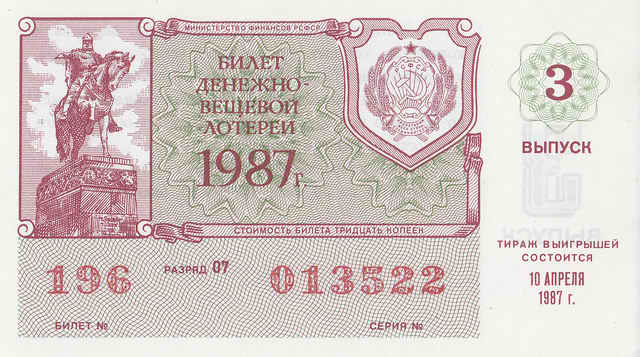 МИНИСТЕРСТВО ФИНАНСОВ РСФСР
БИЛЕТ
ДЕНЕЖНО-
ВЕЩЕВОЙ
ЛОТЕРЕИ
1987 г.
СТОИМОСТЬ БИЛЕТА ТРИДЦАТЬ КОПЕЕК
3
ВЫПУСК
ТИРАЖ ВЫИГРЫШЕЙ
СОСТОИТСЯ
10 АПРЕЛЯ
1987 г.
196 РАЗРЯД 07 013522
БИЛЕТ № СЕРИЯ №